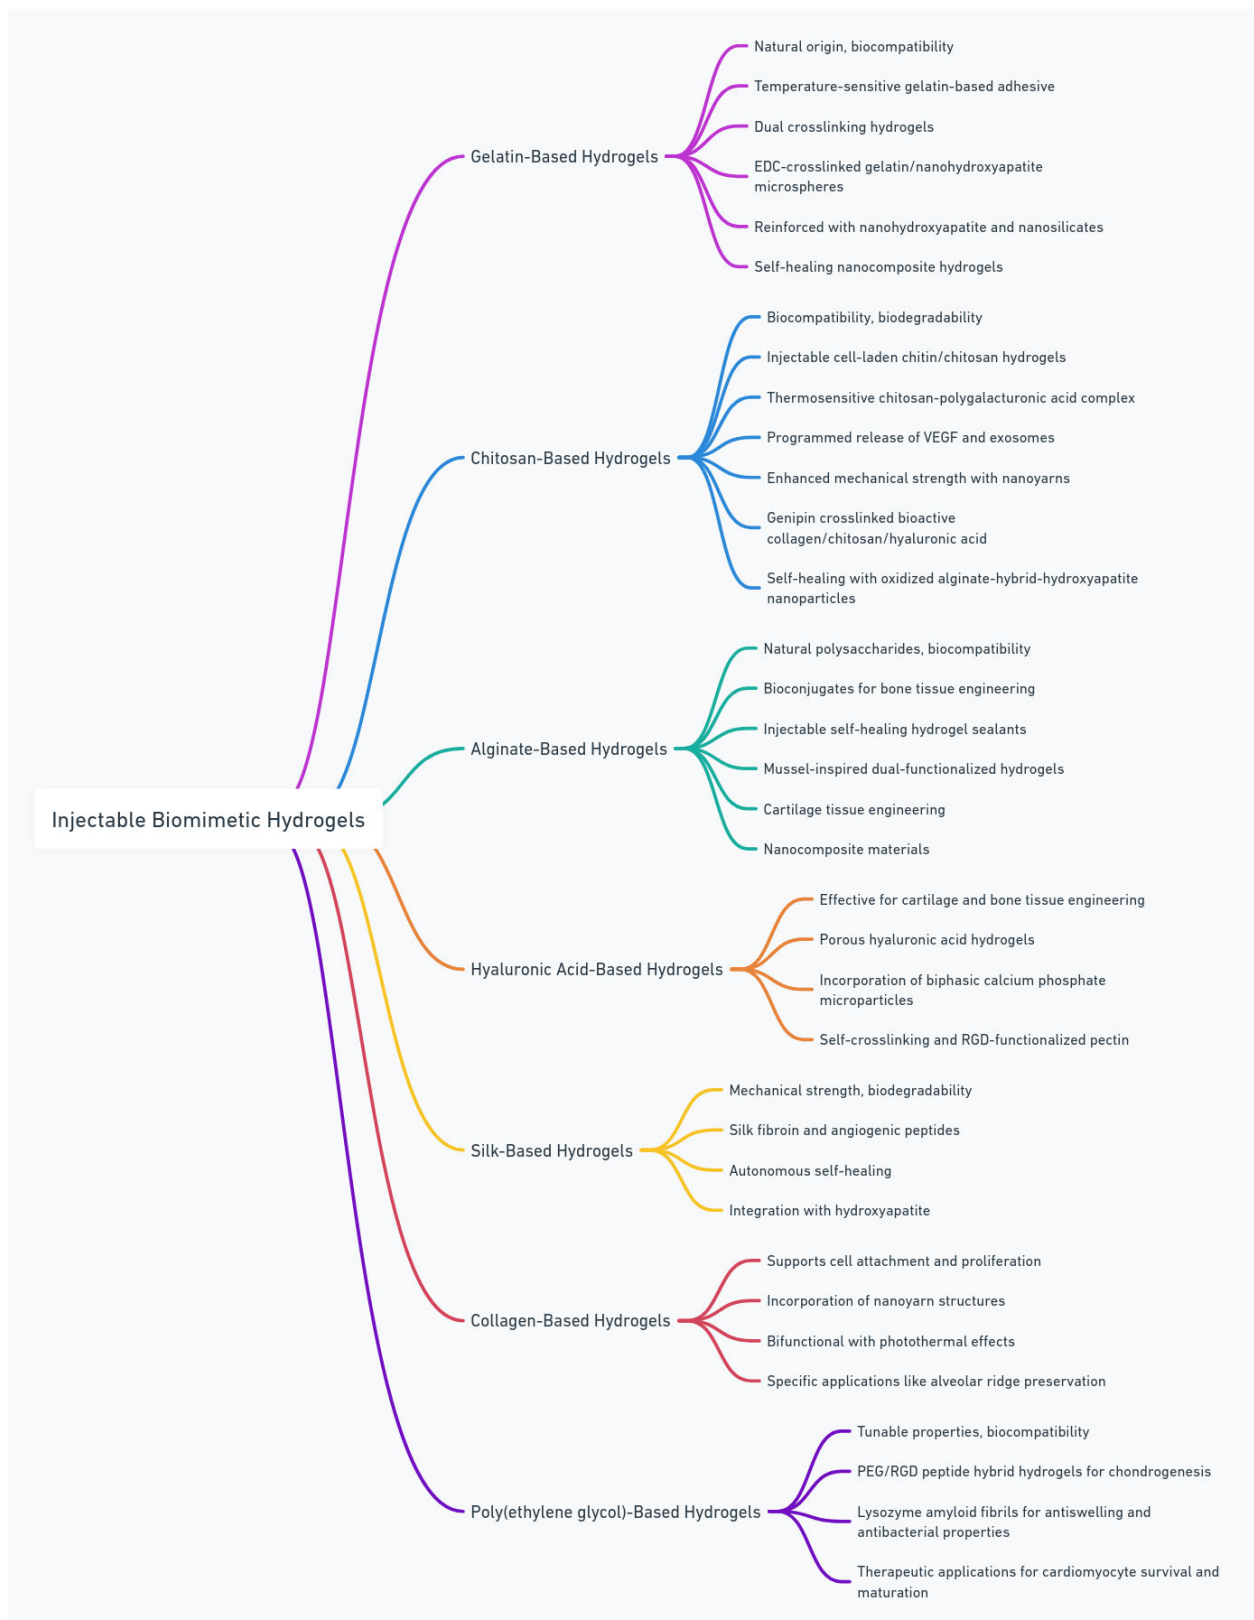 Injectable Biomimetic Hydrogels
Gelatin-Based Hydrogels
Natural origin, biocompatibility
Temperature-sensitive gelatin-based adhesive
Dual crosslinking hydrogels
EDC-crosslinked gelatin/nanohydroxyapatite
microspheres
Reinforced with nanohydroxyapatite and nanosilicates
Self-healing nanocomposite hydrogels
Chitosan-Based Hydrogels
Biocompatibility, biodegradability
Injectable cell-laden chitin/chitosan hydrogels
Thermosensitive chitosan-polygalacturonic acid complex
Programmed release of VEGF and exosomes
Enhanced mechanical strength with nanoyarns
Genipin crosslinked bioactive
collagen/chitosan/hyaluronic acid
Self-healing with oxidized alginate-hybrid-hydroxyapatite
nanoparticles
Alginate-Based Hydrogels
Natural polysaccharides, biocompatibility
Bioconjugates for bone tissue engineering
Injectable self-healing hydrogel sealants
Mussel-inspired dual-functionalized hydrogels
Cartilage tissue engineering
Nanocomposite materials
Hyaluronic Acid-Based Hydrogels
Effective for cartilage and bone tissue engineering
Porous hyaluronic acid hydrogels
Incorporation of biphasic calcium phosphate
microparticles
Self-crosslinking and RGD-functionalized pectin
Silk-Based Hydrogels
Mechanical strength, biodegradability
Silk fibroin and angiogenic peptides
Autonomous self-healing
Integration with hydroxyapatite
Collagen-Based Hydrogels
Supports cell attachment and proliferation
Incorporation of nanoyarn structures
Bifunctional with photothermal effects
Specific applications like alveolar ridge preservation
Poly(ethylene glycol)-Based Hydrogels
Tunable properties, biocompatibility
PEG/RGD peptide hybrid hydrogels for chondrogenesis
Lysozyme amyloid fibrils for antiswelling and
antibacterial properties
Therapeutic applications for cardiomyocyte survival and
maturation